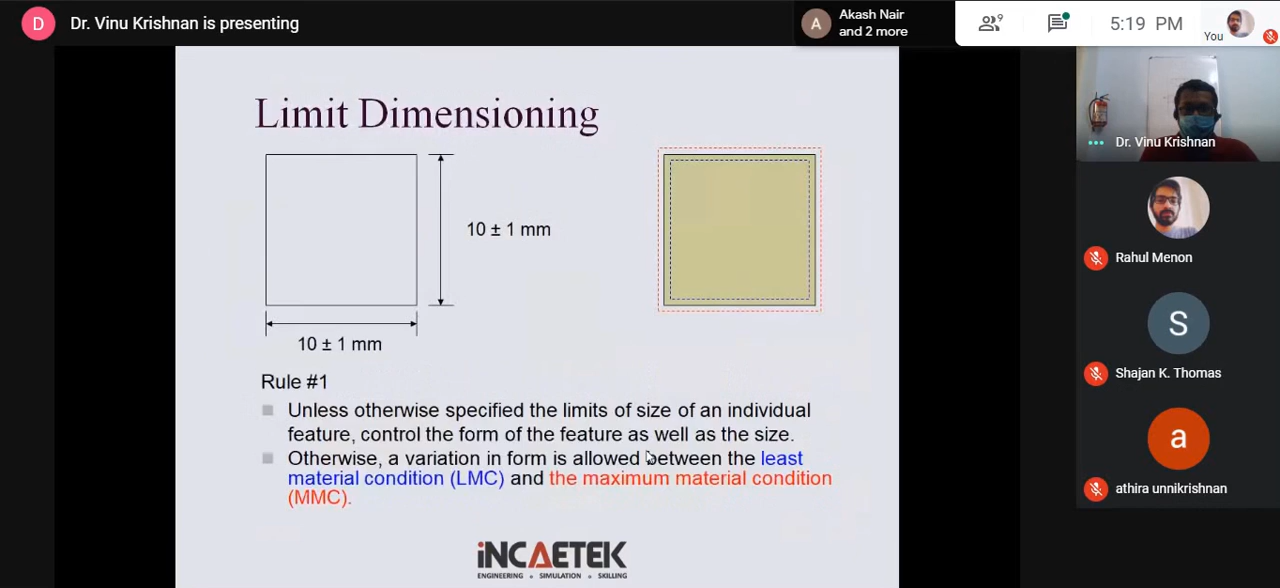 D
Dr. Vinu Krishnan is presenting
A
Akash Nair
and 2 more
9
5:19 PM
You
Limit Dimensioning
10 ± 1 mm
10 ± 1 mm
Rule #1
Unless otherwise specified the limits of size of an individual
feature, control the form of the feature as well as the size.
Otherwise, a variation in form is allowed between the least
material condition (LMC) and the maximum material condition
(MMC).
iNCAETEK
ENGINEERING • SIMULATION • SKILLING
Dr. Vinu Krishnan
Rahul Menon
S
Shajan K. Thomas
a
athira unnikrishnan